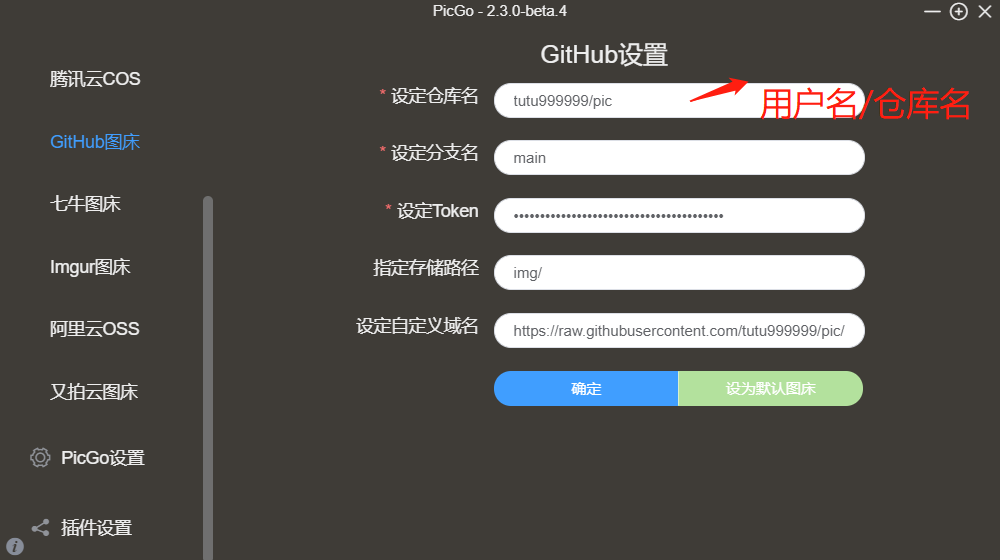 PicGo - 2.3.0-beta.4
腾讯云COS
GitHub图床
七牛图床
Imgur图床
阿里云OSS
又拍云图床
PicGo设置
插件设置
GitHub设置
* 设定仓库名
tutu999999/pic
用户名/仓库名
* 设定分支名
main
* 设定Token
指定存储路径
img/
设定自定义域名
https://raw.githubusercontent.com/tutu999999/pic/
确定
设为默认图床